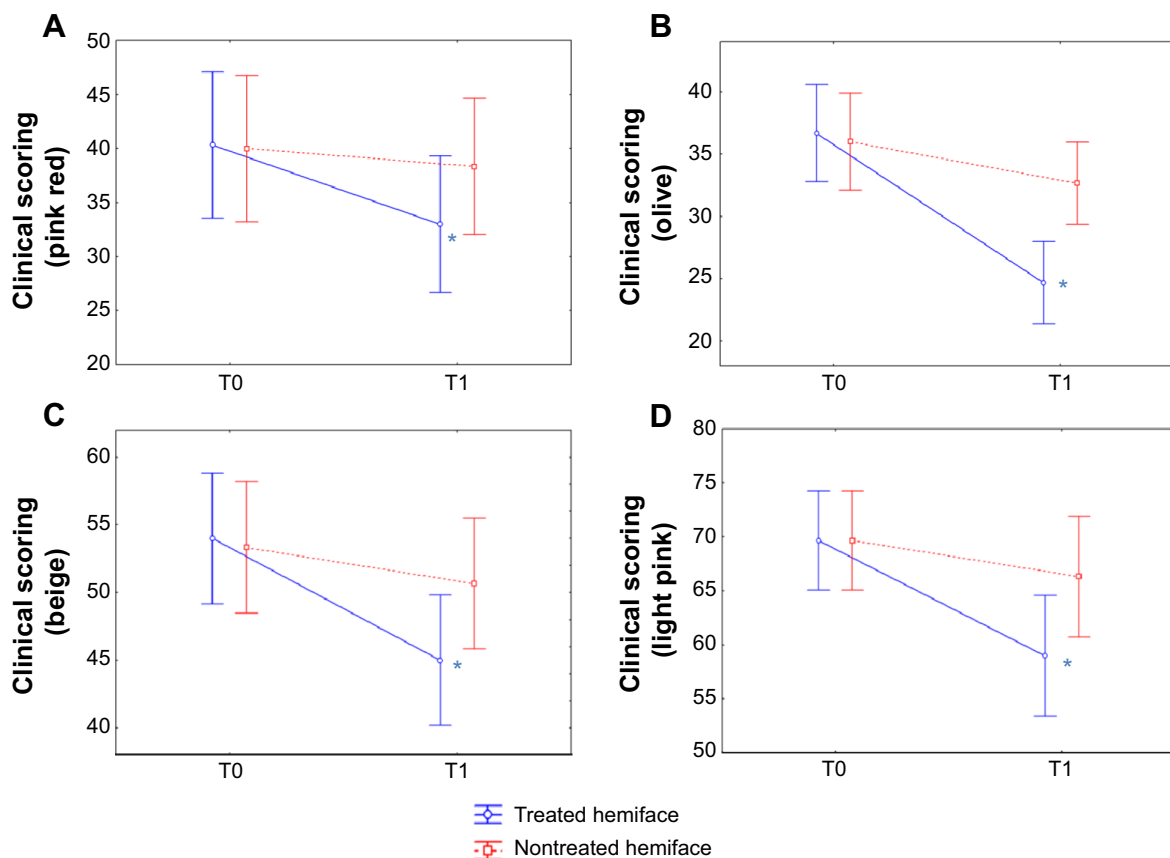 A
Clinical scoring
(pink red)
50
45
40
35
30
25
20
T0
T1
*
B
Clinical scoring
(olive)
40
35
30
25
20
T0
T1
*
C
Clinical scoring
(beige)
60
55
50
45
40
T0
T1
*
D
Clinical scoring
(light pink)
80
75
70
65
60
55
50
T0
T1
*
Treated hemiface
Nontreated hemiface